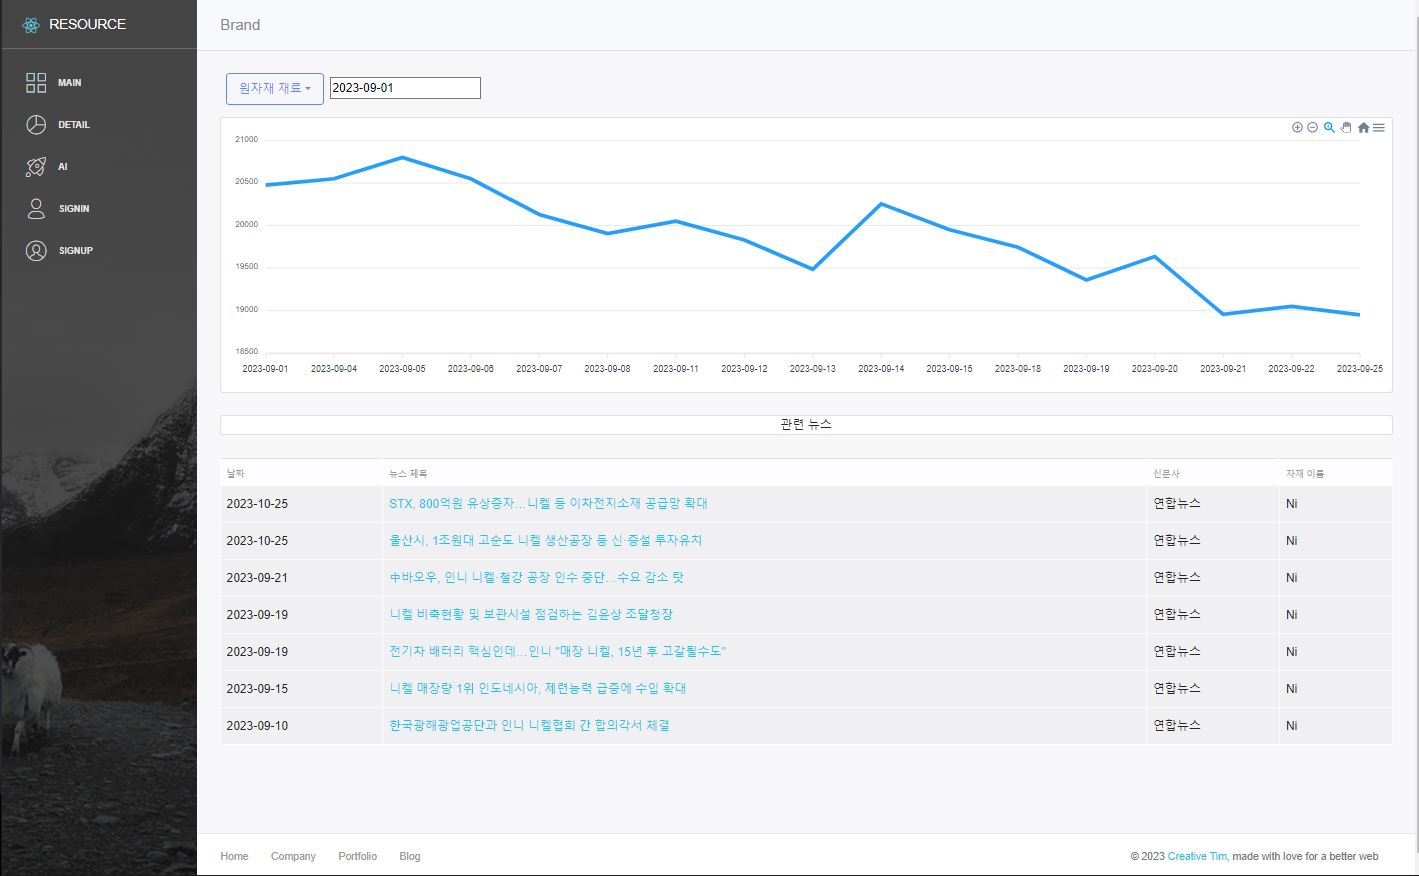 RESOURCE
Brand
MAIN
DETAIL
AI
SIGNIN
SIGNUP
원자재 재료
2023-09-01
21000
20500
20000
19500
19000
18500
2023-09-01 2023-09-04 2023-09-05 2023-09-06 2023-09-07 2023-09-08 2023-09-11 2023-09-12 2023-09-13 2023-09-14 2023-09-15 2023-09-18 2023-09-19 2023-09-20 2023-09-21 2023-09-22 2023-09-25
관련 뉴스
날짜 뉴스 제목 신문사 자재 이름
2023-10-25 STX, 800억원 유상증자…니켈 등 이차전지소재 공급망 확대 연합뉴스 Ni
2023-10-25 울산시, 1조원대 고순도 니켈 생산공장 등 신·증설 투자유치 연합뉴스 Ni
2023-09-21 中바오우, 인니 니켈·철강 공장 인수 중단…수요 감소 탓 연합뉴스 Ni
2023-09-19 니켈 비축현황 및 보관시설 점검하는 김윤상 조달청장 연합뉴스 Ni
2023-09-19 전기차 배터리 핵심인데…인니 "매장 니켈, 15년 후 고갈될수도" 연합뉴스 Ni
2023-09-15 니켈 매장량 1위 인도네시아, 제련능력 급증에 수입 확대 연합뉴스 Ni
2023-09-10 한국광해광업공단과 인니 니켈협회 간 합의각서 체결 연합뉴스 Ni
Home Company Portfolio Blog
© 2023 Creative Tim, made with love for a better web